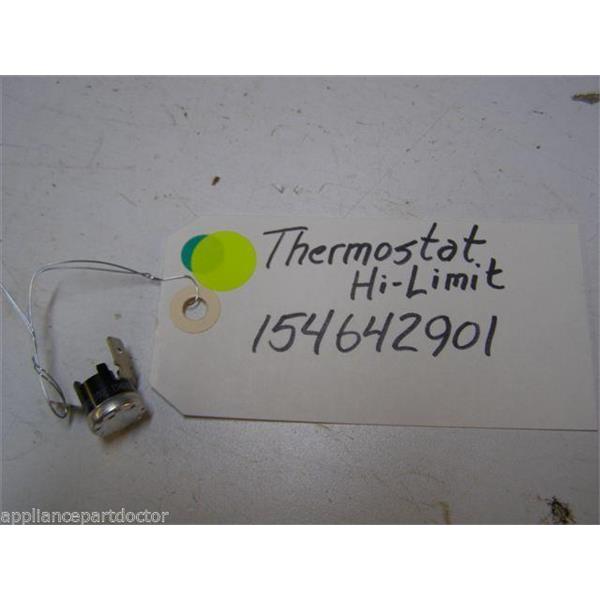 Thermostat
Hi-Limit
154642901
appliancepartdoctor